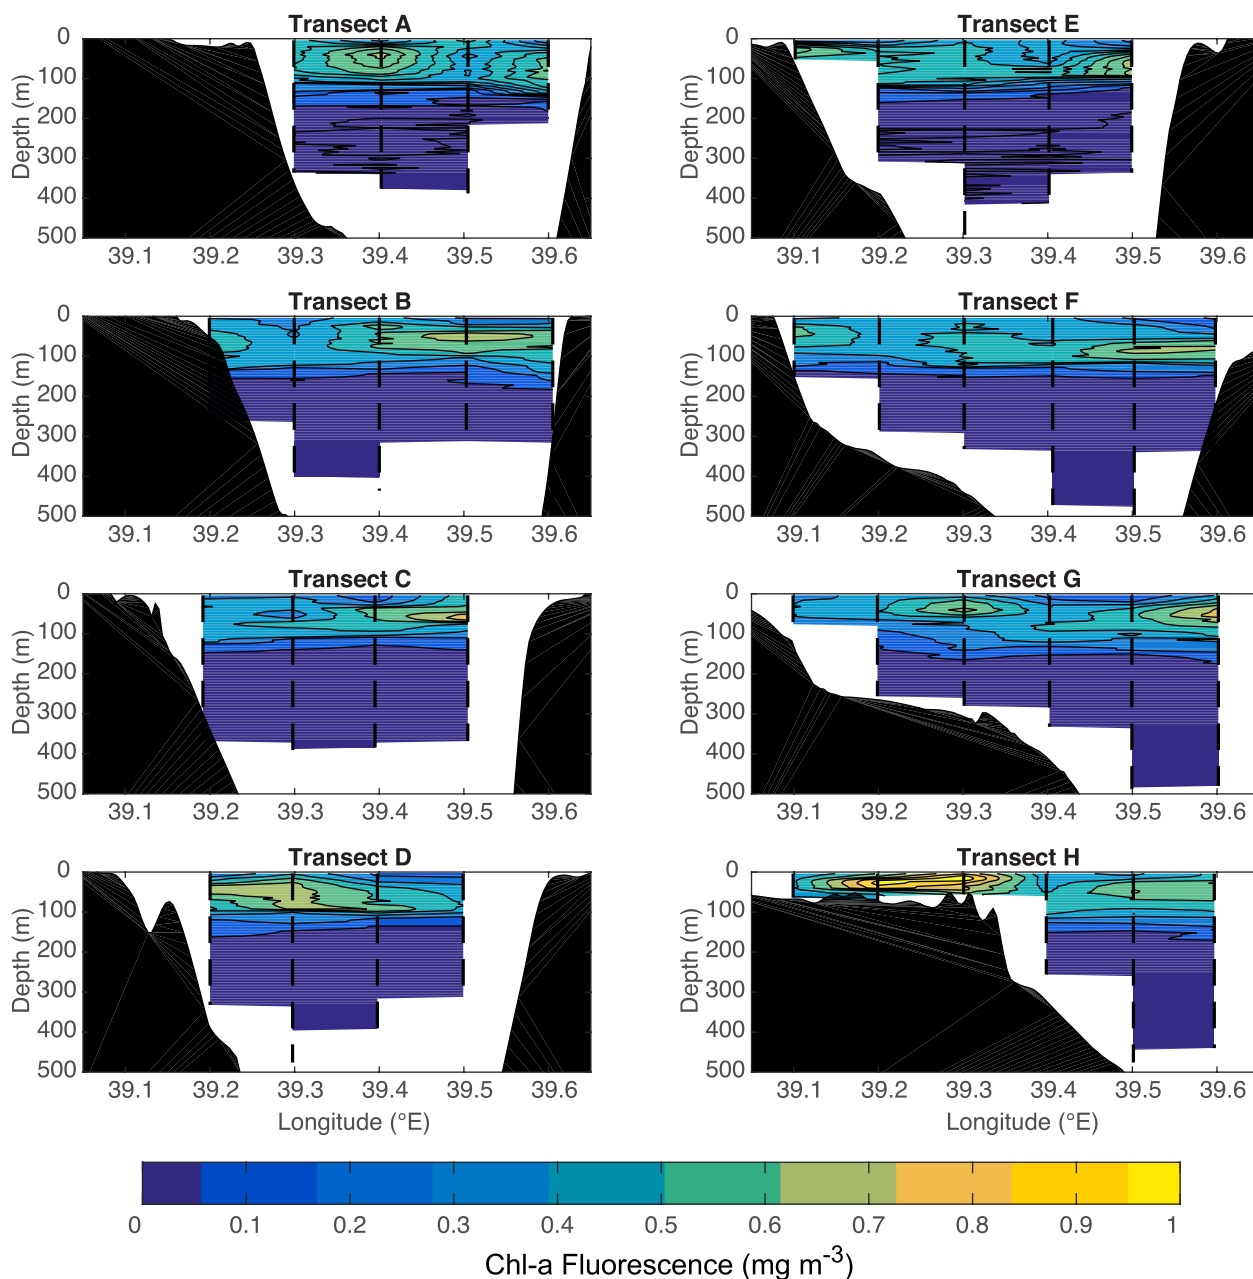 Transect A
Transect E
0
100
200
300
400
500
Depth (m)
39.1 39.2 39.3 39.4 39.5 39.6
0
100
200
300
400
500
Depth (m)
39.1 39.2 39.3 39.4 39.5 39.6
Transect B
Transect F
0
100
200
300
400
500
Depth (m)
39.1 39.2 39.3 39.4 39.5 39.6
0
100
200
300
400
500
Depth (m)
39.1 39.2 39.3 39.4 39.5 39.6
Transect C
Transect G
0
100
200
300
400
500
Depth (m)
39.1 39.2 39.3 39.4 39.5 39.6
0
100
200
300
400
500
Depth (m)
39.1 39.2 39.3 39.4 39.5 39.6
Transect D
Transect H
0
100
200
300
400
500
Depth (m)
39.1 39.2 39.3 39.4 39.5 39.6
Longitude (°E)
0
100
200
300
400
500
Depth (m)
39.1 39.2 39.3 39.4 39.5 39.6
Longitude (°E)
0 0.1 0.2 0.3 0.4 0.5 0.6 0.7 0.8 0.9 1
Chl-a Fluorescence (mg m⁻³)